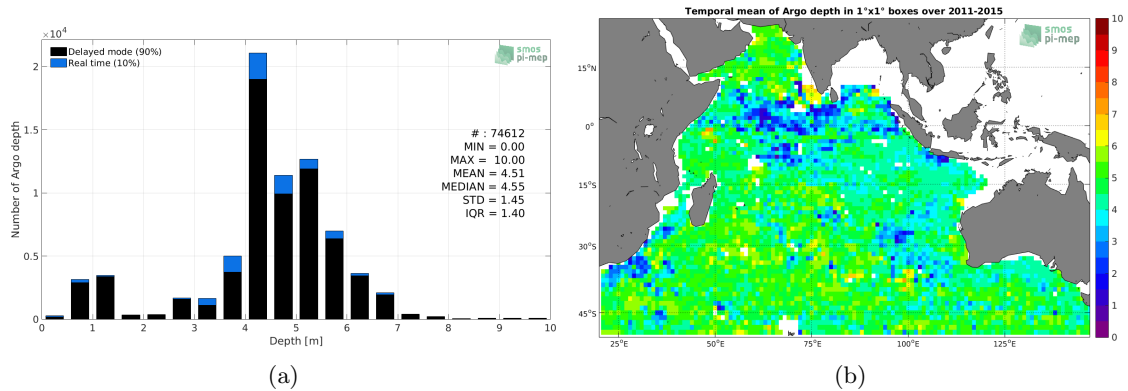 ×10⁴
Delayed mode (90%)
Real time (10%)
smos
pi-mep
2
1.5
1
0.5
0
# : 74612
MIN = 0.00
MAX = 10.00
MEAN = 4.51
MEDIAN = 4.55
STD = 1.45
IQR = 1.40
Number of Argo depth
0 1 2 3 4 5 6 7 8 9 10
Depth [m]
(a)
Temporal mean of Argo depth in 1°x1° boxes over 2011-2015
smos
pi-mep
15°N
0°
15°S
30°S
45°S
25°E 50°E 75°E 100°E 125°E
10
9
8
7
6
5
4
3
2
1
0
(b)